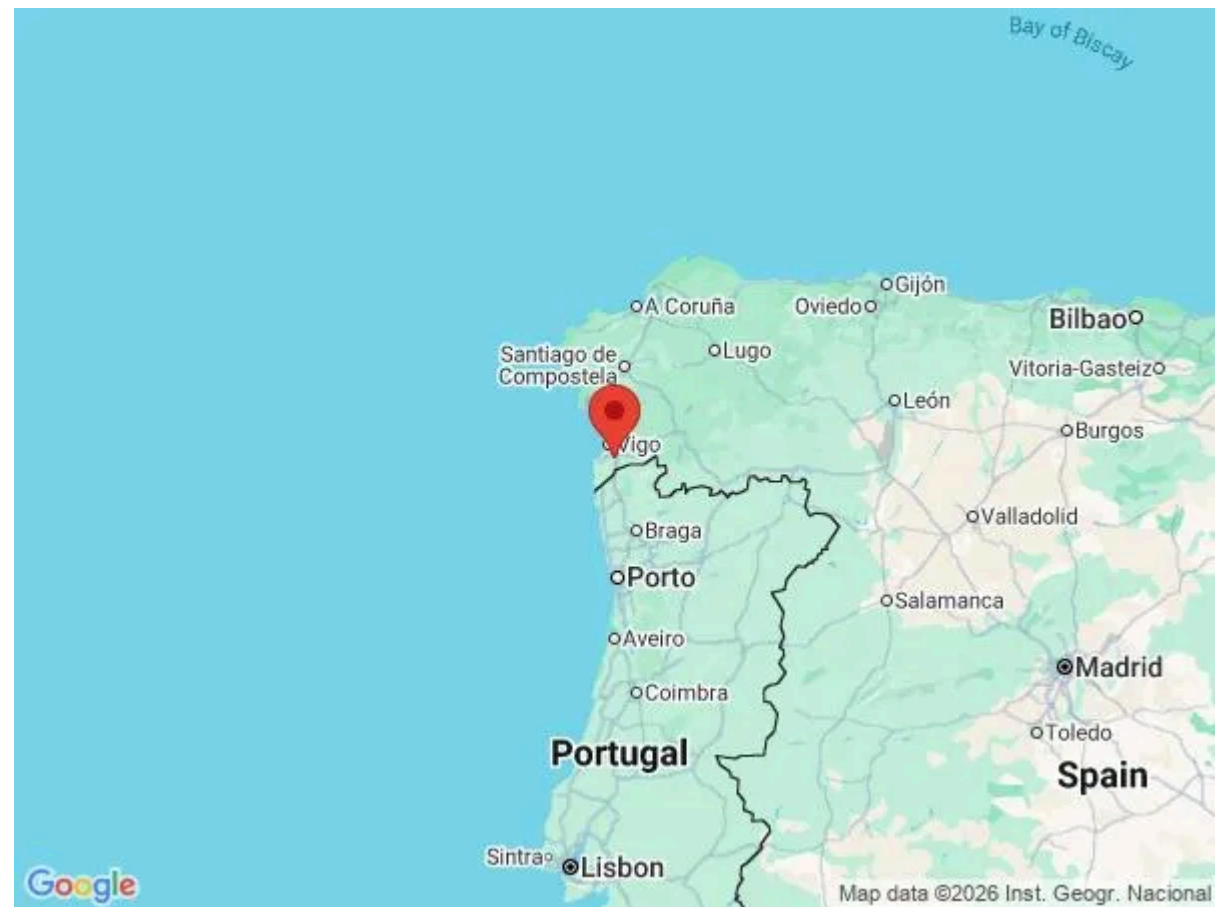 Bay of Biscay
Gijón
A Coruña
Oviedo
Bilbao
Santiago de
Compostela
Lugo
Vitoria-Gasteiz
León
Burgos
Vigo
Valladolid
Braga
Porto
Salamanca
Aveiro
Madrid
Coimbra
Toledo
Portugal
Spain
Sintra
Lisbon
Google
Map data ©2026 Inst. Geogr. Nacional